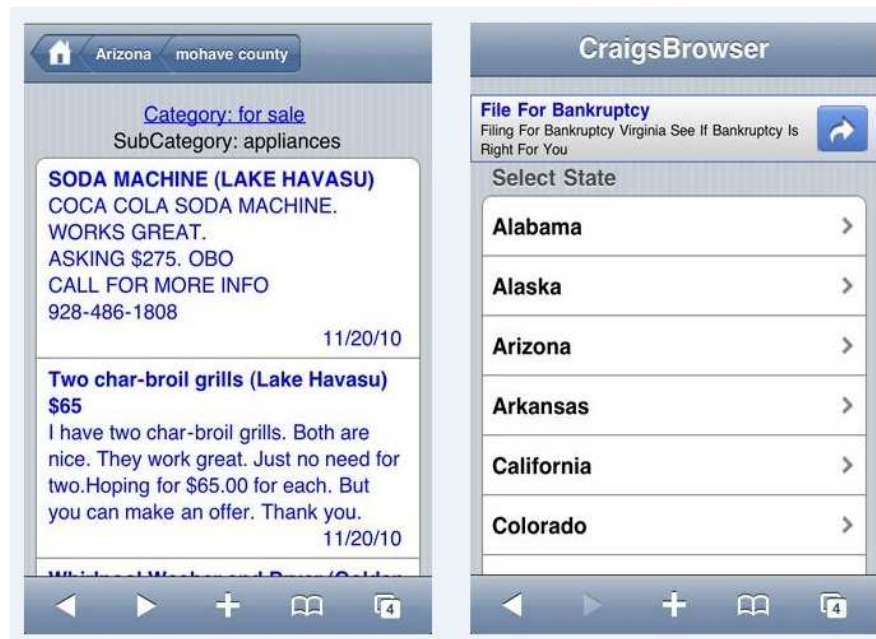 Arizona mohave county
Category: for sale
SubCategory: appliances
SODA MACHINE (LAKE HAVASU)
COCA COLA SODA MACHINE.
WORKS GREAT.
ASKING $275. OBO
CALL FOR MORE INFO
928-486-1808
11/20/10
Two char-broil grills (Lake Havasu)
$65
I have two char-broil grills. Both are
nice. They work great. Just no need for
two.Hoping for $65.00 for each. But
you can make an offer. Thank you.
11/20/10
Whirlpool Washer and Dryer (Golden
4
CraigsBrowser
File For Bankruptcy
Filing For Bankruptcy Virginia See If Bankruptcy Is
Right For You
Select State
Alabama
Alaska
Arizona
Arkansas
California
Colorado
4